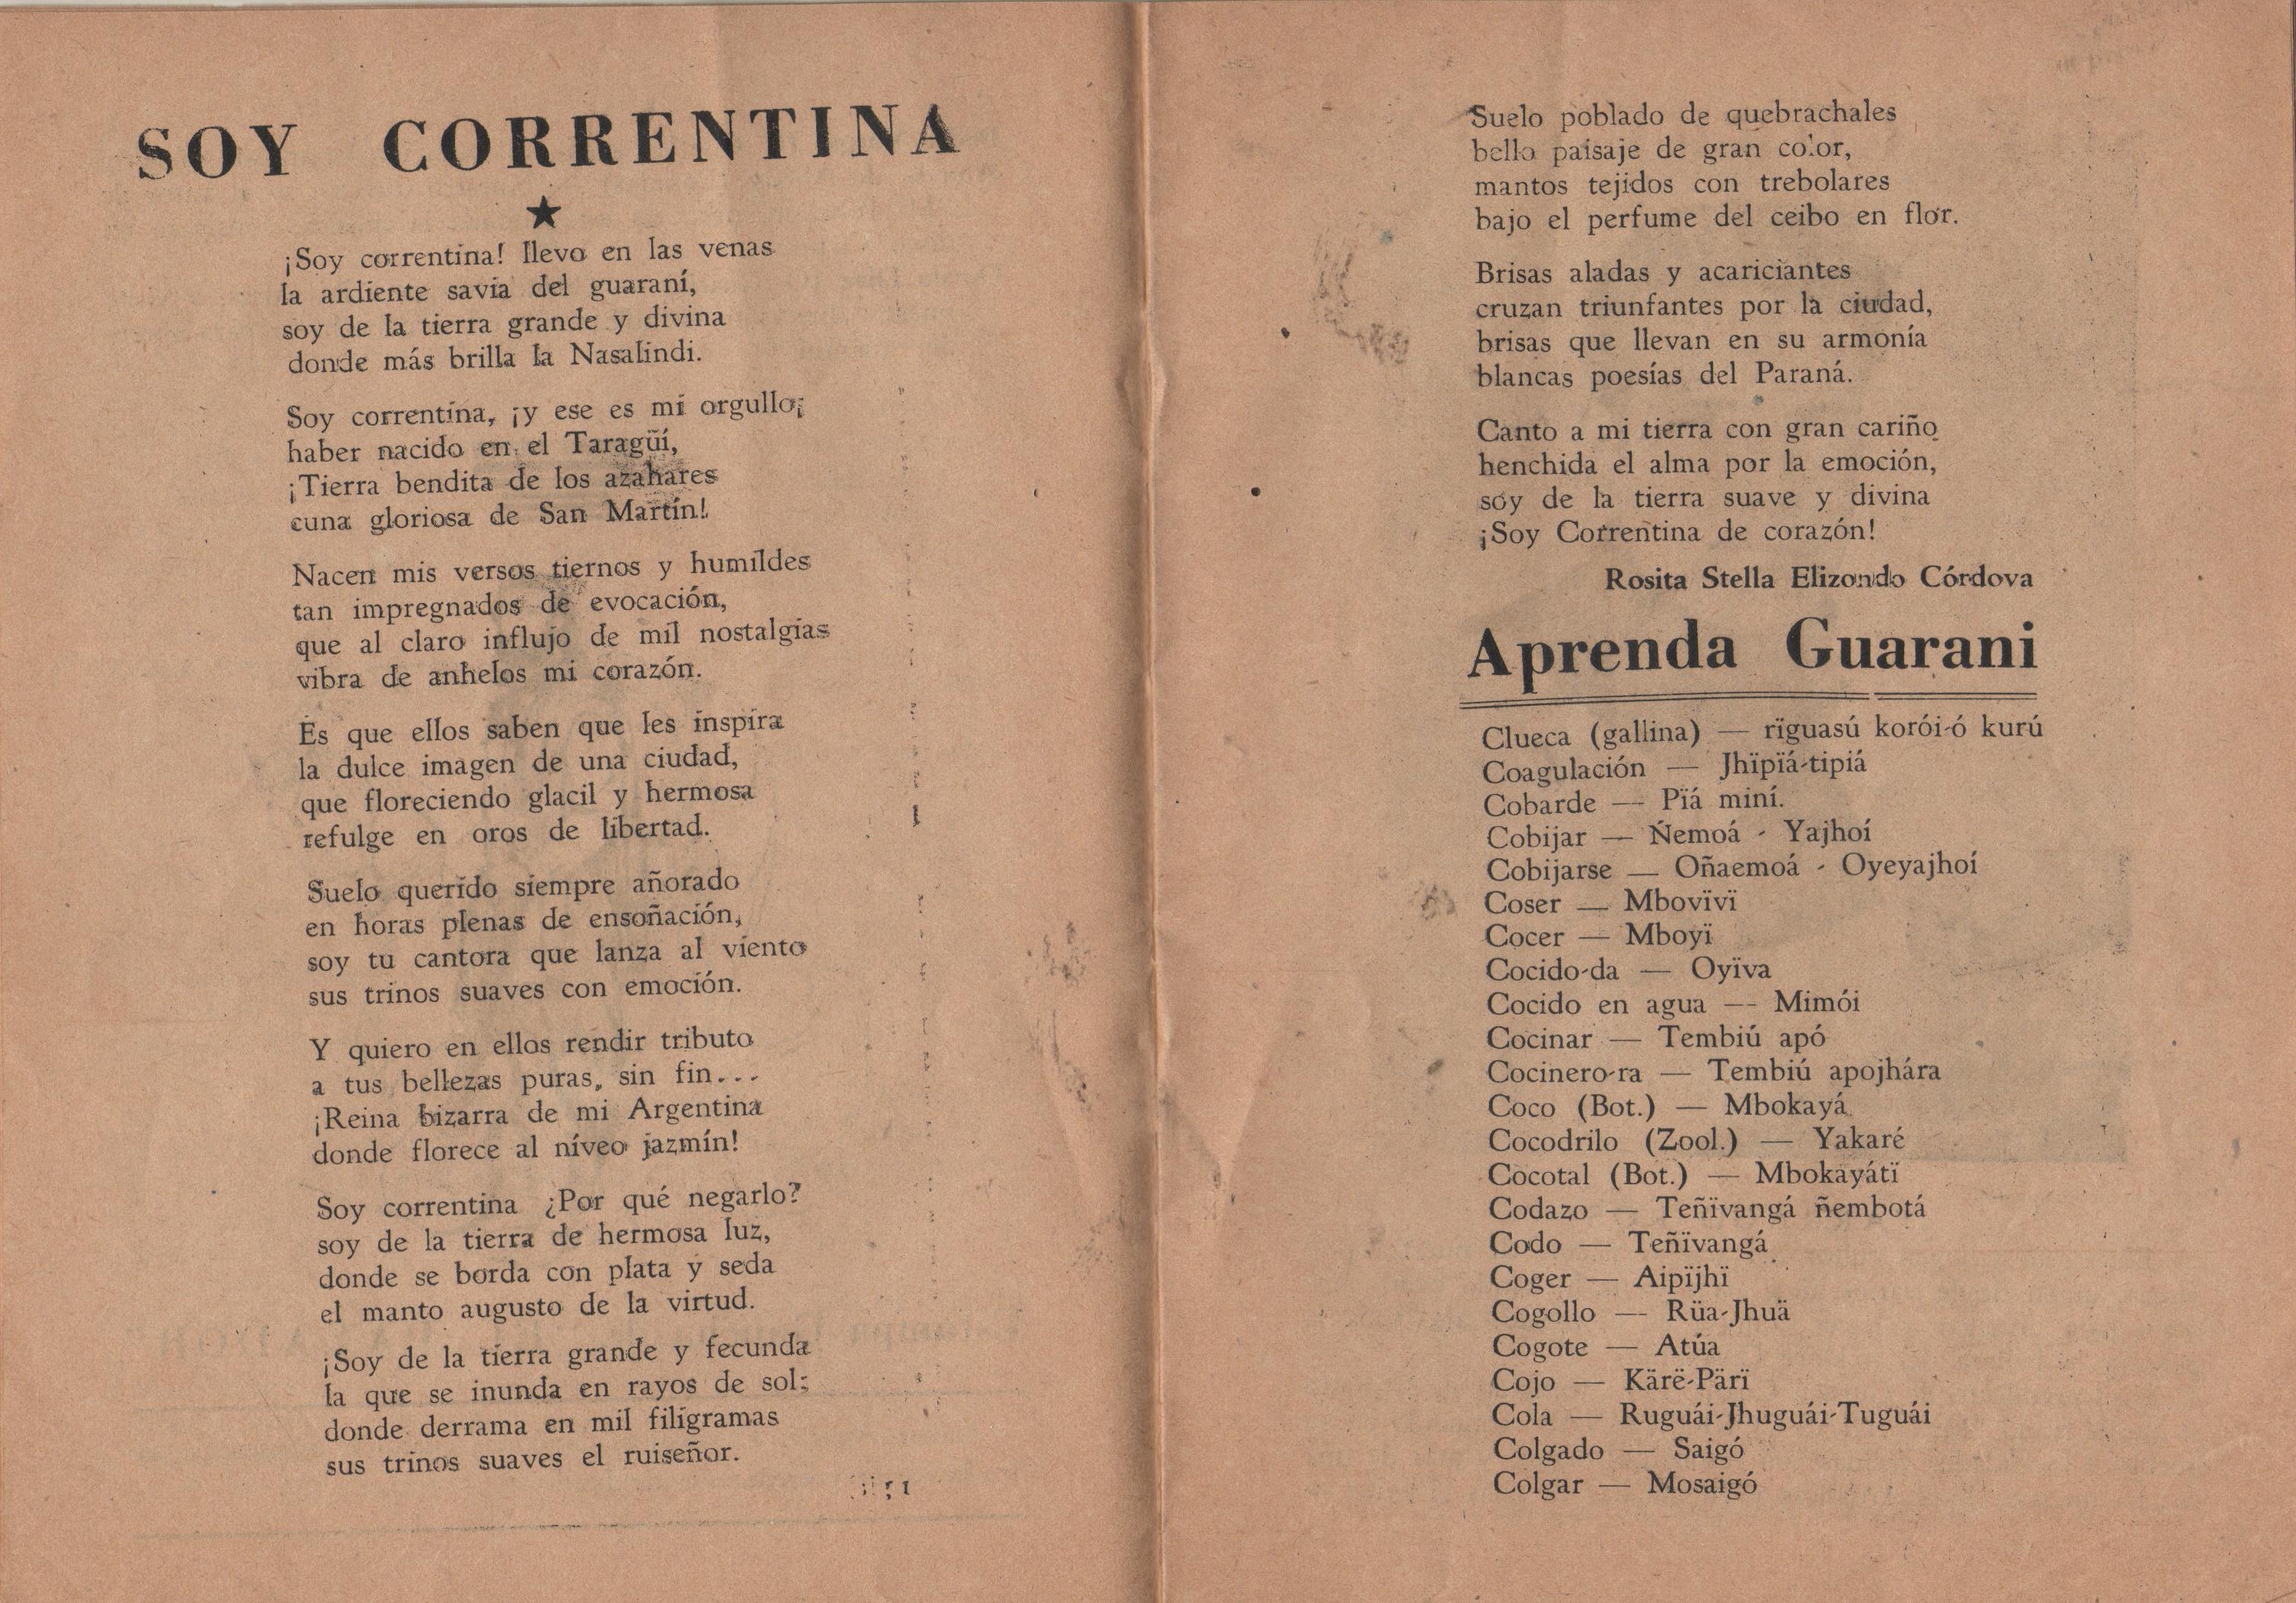 SOY CORRENTINA
★
¡Soy correntina! llevo en las venas
la ardiente savia del guaraní,
soy de la tierra grande y divina
donde más brilla la Nasalindi.
Soy correntina, ¡y ese es mi orgullo;
haber nacido en el Taragüí,
¡Tierra bendita de los azahares
cuna gloriosa de San Martín!
Nacen mis versos tiernos y humildes
tan impregnados de evocación,
que al claro influjo de mil nostalgias
vibra de anhelos mi corazón.
Es que ellos saben que les inspira
la dulce imagen de una ciudad,
que floreciendo glacil y hermosa
refulge en oros de libertad.
Suelo querido siempre añorado
en horas plenas de ensoñación,
soy tu cantora que lanza al viento
sus trinos suaves con emoción.
Y quiero en ellos rendir tributo
a tus bellezas puras, sin fin...
¡Reina bizarra de mi Argentina
donde florece al níveo jazmín!
Soy correntina ¿Por qué negarlo?
soy de la tierra de hermosa luz,
donde se borda con plata y seda
el manto augusto de la virtud.
¡Soy de la tierra grande y fecunda
la que se inunda en rayos de sol;
donde derrama en mil filigramas
sus trinos suaves el ruiseñor.
Suelo poblado de quebrachales
bello paisaje de gran color,
mantos tejidos con trebolares
bajo el perfume del ceibo en flor.
Brisas aladas y acariciantes
cruzan triunfantes por la ciudad,
brisas que llevan en su armonía
blancas poesías del Paraná.
Canto a mi tierra con gran cariño
henchida el alma por la emoción,
soy de la tierra suave y divina
¡Soy Correntina de corazón!
Rosita Stella Elizondo Córdova
Aprenda Guarani
Clueca (gallina) — rïguasú korói-ó kurú
Coagulación — Jhïpïá-tipiá
Cobarde — Pïá miní.
Cobijar — Ñemoá - Yajhoí
Cobijarse — Oñaemoá - Oyeyajhoí
Coser — Mbovïvï
Cocer — Mboyï
Cocido-da — Oyïva
Cocido en agua — Mimói
Cocinar — Tembiú apó
Cocinero-ra — Tembiú apojhára
Coco (Bot.) — Mbokayá
Cocodrilo (Zool.) — Yakaré
Cocotal (Bot.) — Mbokayátï
Codazo — Teñïvangá ñembotá
Codo — Teñïvangá
Coger — Aipïjhï
Cogollo — Rüa-Jhuä
Cogote — Atúa
Cojo — Kärë-Pärï
Cola — Ruguái-Jhuguái-Tuguái
Colgado — Saigó
Colgar — Mosaigó